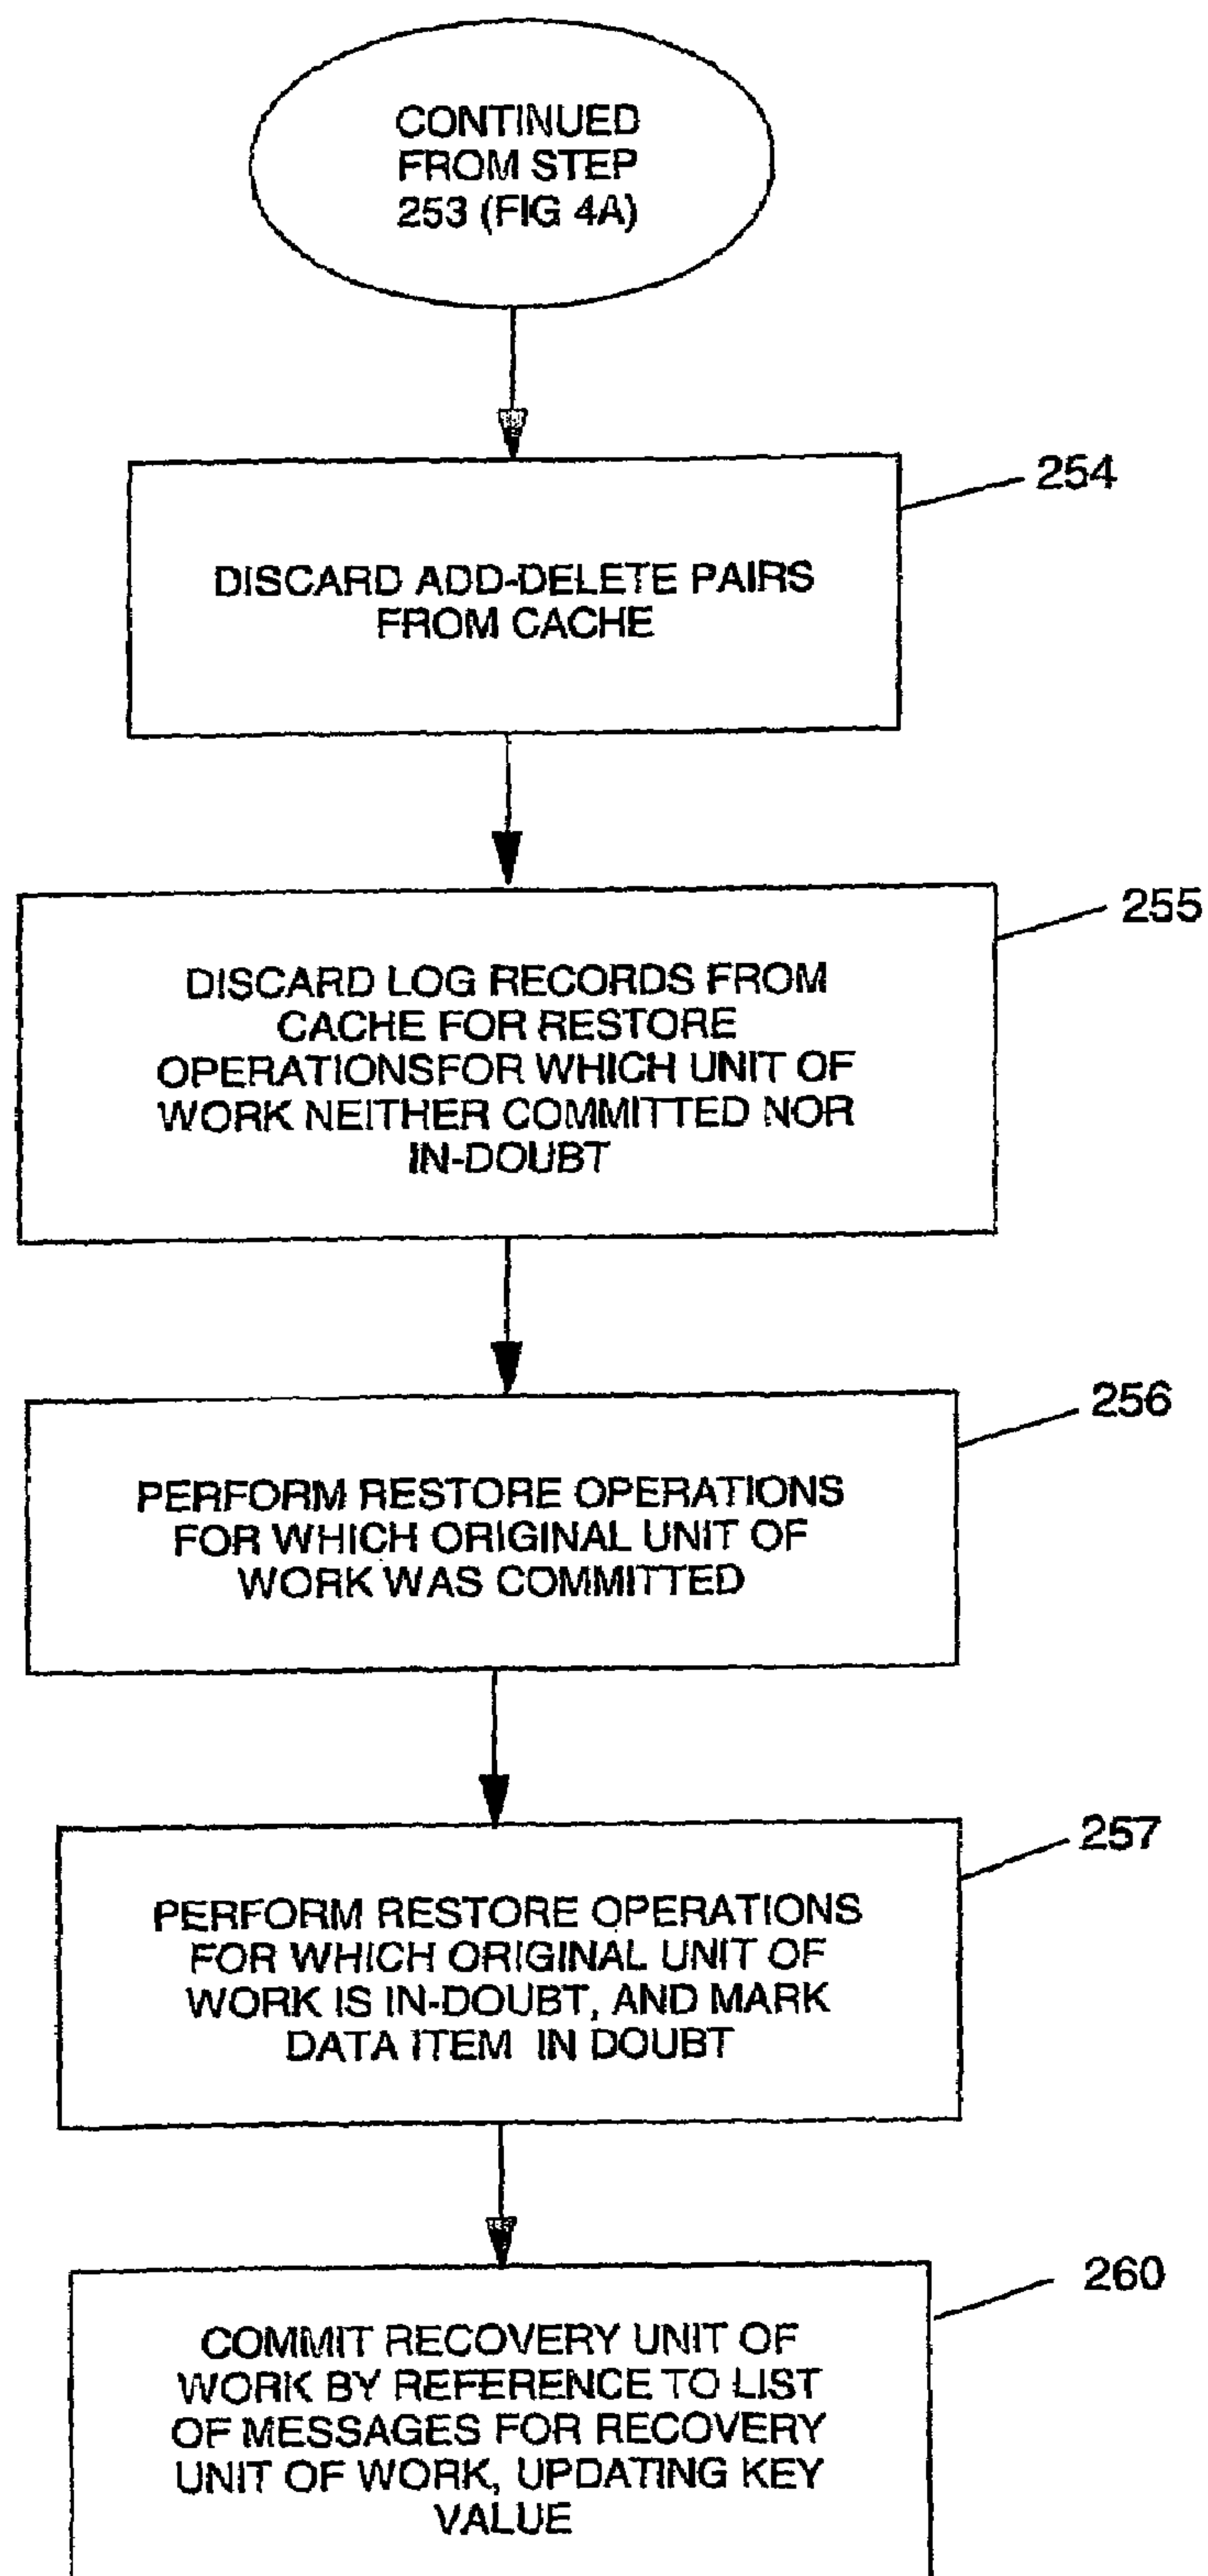 CONTINUED
FROM STEP
253 (FIG 4A)
254
DISCARD ADD-DELETE PAIRS
FROM CACHE
255
DISCARD LOG RECORDS FROM
CACHE FOR RESTORE
OPERATIONSFOR WHICH UNIT OF
WORK NEITHER COMMITTED NOR
IN-DOUBT
256
PERFORM RESTORE OPERATIONS
FOR WHICH ORIGINAL UNIT OF
WORK WAS COMMITTED
257
PERFORM RESTORE OPERATIONS
FOR WHICH ORIGINAL UNIT OF
WORK IS IN-DOUBT, AND MARK
DATA ITEM IN DOUBT
260
COMMIT RECOVERY UNIT OF
WORK BY REFERENCE TO LIST
OF MESSAGES FOR RECOVERY
UNIT OF WORK, UPDATING KEY
VALUE